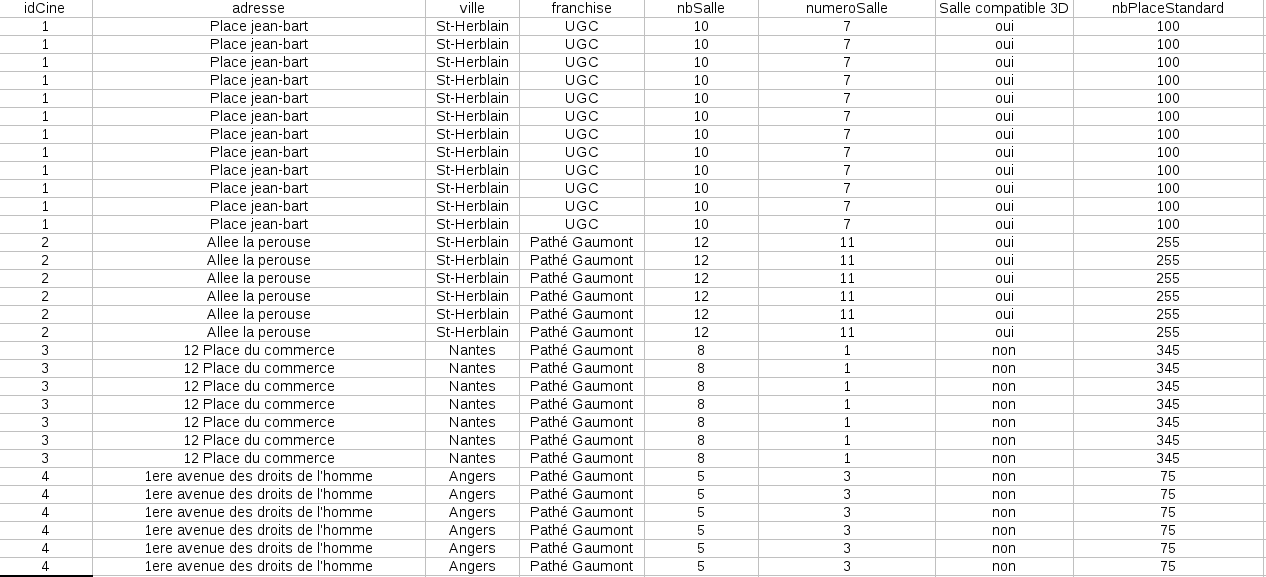 idCine adresse ville franchise nbSalle numeroSalle Salle compatible 3D nbPlaceStandard
1 Place jean-bart St-Herblain UGC 10 7 oui 100
1 Place jean-bart St-Herblain UGC 10 7 oui 100
1 Place jean-bart St-Herblain UGC 10 7 oui 100
1 Place jean-bart St-Herblain UGC 10 7 oui 100
1 Place jean-bart St-Herblain UGC 10 7 oui 100
1 Place jean-bart St-Herblain UGC 10 7 oui 100
1 Place jean-bart St-Herblain UGC 10 7 oui 100
1 Place jean-bart St-Herblain UGC 10 7 oui 100
1 Place jean-bart St-Herblain UGC 10 7 oui 100
1 Place jean-bart St-Herblain UGC 10 7 oui 100
1 Place jean-bart St-Herblain UGC 10 7 oui 100
1 Place jean-bart St-Herblain UGC 10 7 oui 100
2 Allee la perouse St-Herblain Pathé Gaumont 12 11 oui 255
2 Allee la perouse St-Herblain Pathé Gaumont 12 11 oui 255
2 Allee la perouse St-Herblain Pathé Gaumont 12 11 oui 255
2 Allee la perouse St-Herblain Pathé Gaumont 12 11 oui 255
2 Allee la perouse St-Herblain Pathé Gaumont 12 11 oui 255
2 Allee la perouse St-Herblain Pathé Gaumont 12 11 oui 255
3 12 Place du commerce Nantes Pathé Gaumont 8 1 non 345
3 12 Place du commerce Nantes Pathé Gaumont 8 1 non 345
3 12 Place du commerce Nantes Pathé Gaumont 8 1 non 345
3 12 Place du commerce Nantes Pathé Gaumont 8 1 non 345
3 12 Place du commerce Nantes Pathé Gaumont 8 1 non 345
3 12 Place du commerce Nantes Pathé Gaumont 8 1 non 345
3 12 Place du commerce Nantes Pathé Gaumont 8 1 non 345
4 1ere avenue des droits de l'homme Angers Pathé Gaumont 5 3 non 75
4 1ere avenue des droits de l'homme Angers Pathé Gaumont 5 3 non 75
4 1ere avenue des droits de l'homme Angers Pathé Gaumont 5 3 non 75
4 1ere avenue des droits de l'homme Angers Pathé Gaumont 5 3 non 75
4 1ere avenue des droits de l'homme Angers Pathé Gaumont 5 3 non 75
4 1ere avenue des droits de l'homme Angers Pathé Gaumont 5 3 non 75